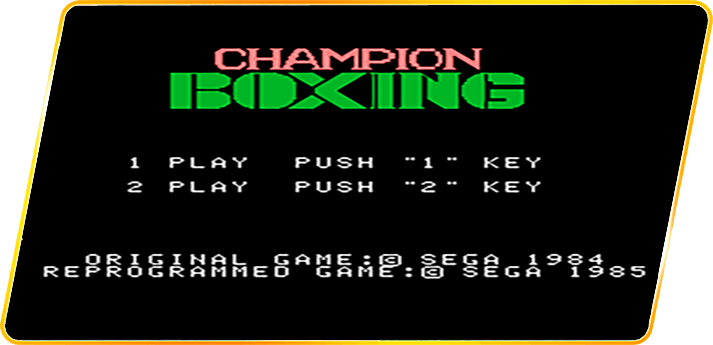 CHAMPION
BOXING
1 PLAY PUSH "1" KEY
2 PLAY PUSH "2" KEY
ORIGINAL GAME:© SEGA 1984
REPROGRAMMED GAME:© SEGA 1985